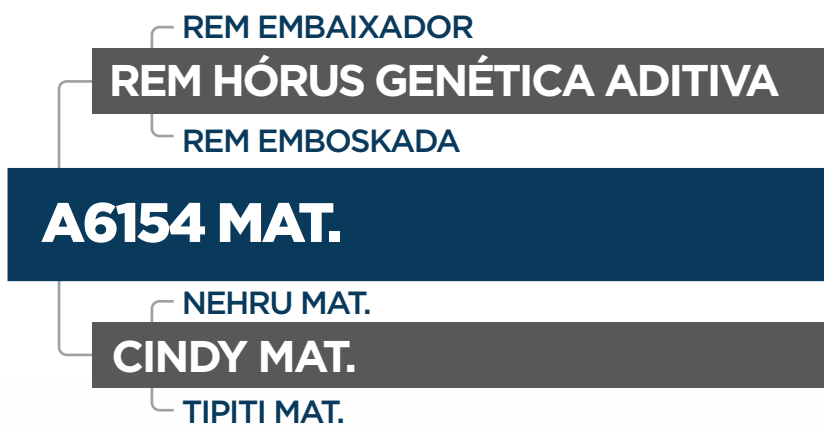 REM EMBAIXADOR
REM HÓRUS GENÉTICA ADITIVA
REM EMBOSKADA
A6154 MAT.
NEHRU MAT.
CINDY MAT.
TIPITI MAT.